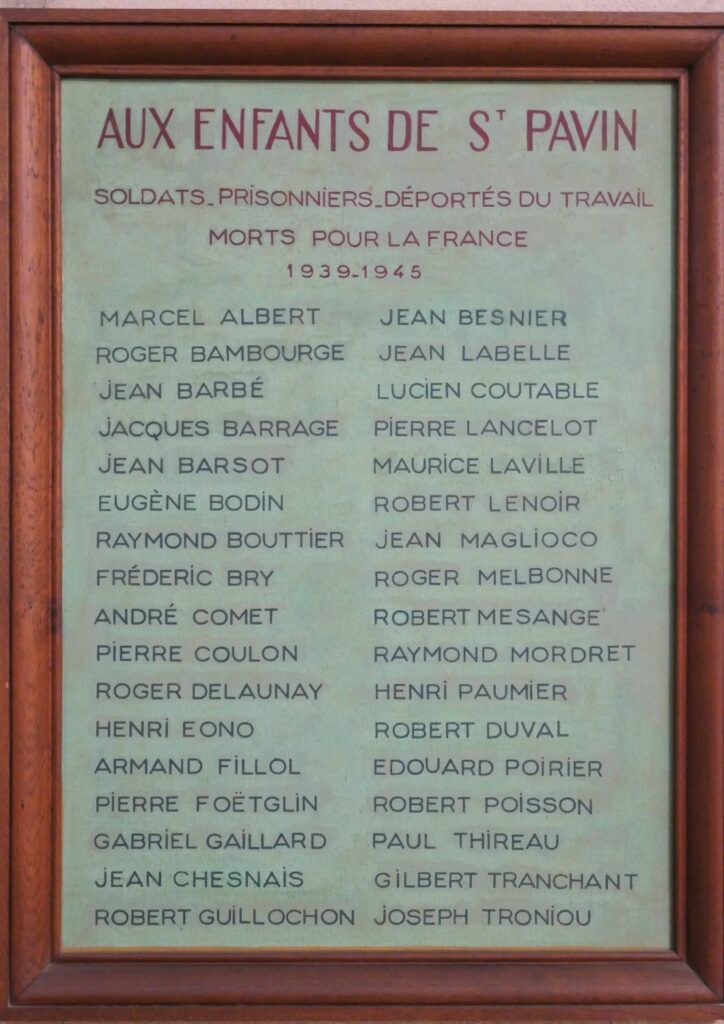 AUX ENFANTS DE ST PAVIN
SOLDATS_PRISONNIERS_DÉPORTÉS DU TRAVAIL
MORTS POUR LA FRANCE
1939-1945
MARCEL ALBERT
ROGER BAMBOURGE
JEAN BARBÉ
JACQUES BARRAGE
JEAN BARSOT
EUGÈNE BODIN
RAYMOND BOUTTIER
FRÉDERIC BRY
ANDRÉ COMET
PIERRE COULON
ROGER DELAUNAY
HENRI EONO
ARMAND FILLOL
PIERRE FOËTGLIN
GABRIEL GAILLARD
JEAN CHESNAIS
ROBERT GUILLOCHON
JEAN BESNIER
JEAN LABELLE
LUCIEN COUTABLE
PIERRE LANCELOT
MAURICE LAVILLE
ROBERT LENOIR
JEAN MAGLIOCO
ROGER MELBONNE
ROBERT MESANGE'
RAYMOND MORDRET
HENRI PAUMIER
ROBERT DUVAL
EDOUARD POIRIER
ROBERT POISSON
PAUL THIREAU
GILBERT TRANCHANT
JOSEPH TRONIOU